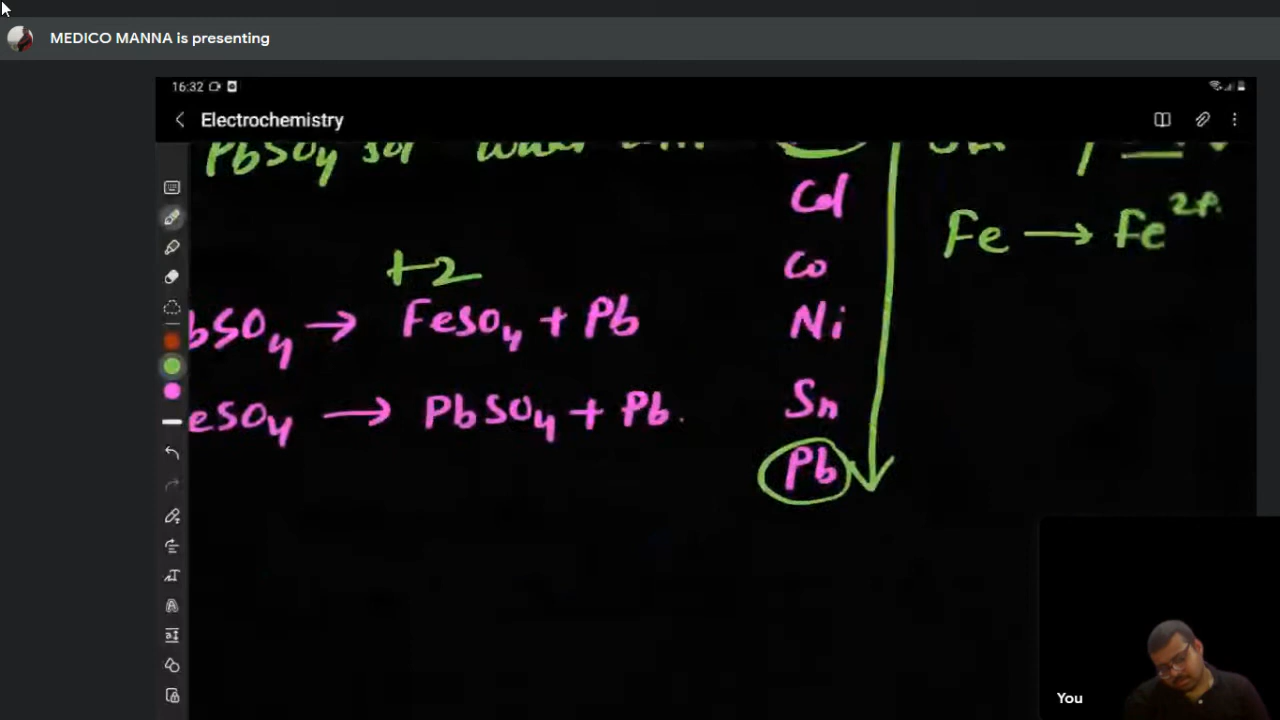 MEDICO MANNA is presenting
16:32
Electrochemistry
PbSO4 sol
Cd
Fe → Fe2+
+2
Co
bSO4 → FeSO4 + Pb
Ni
eSO4 → PbSO4 + Pb.
Sn
Pb
You